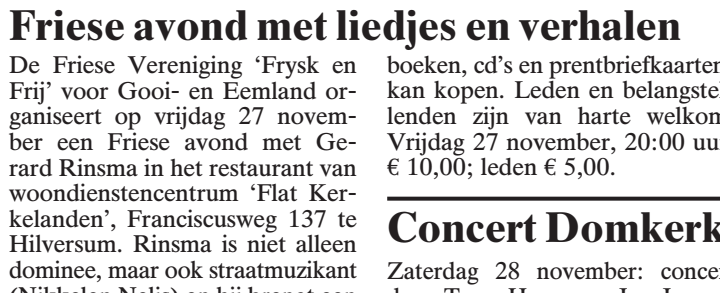 Friese avond met liedjes en verhalen
De Friese Vereniging ‘Frysk en
Frij’ voor Gooi- en Eemland or-
ganiseert op vrijdag 27 novem-
ber een Friese avond met Ge-
rard Rinsma in het restaurant van
woondienstencentrum ‘Flat Ker-
kelanden’, Franciscusweg 137 te
Hilversum. Rinsma is niet alleen
dominee, maar ook straatmuzikant
boeken, cd’s en prentbriefkaarten
kan kopen. Leden en belangstel
lenden zijn van harte welkom
Vrijdag 27 november, 20:00 uur
€ 10,00; leden € 5,00.
Concert Domkerk
Zaterdag 28 november: concer